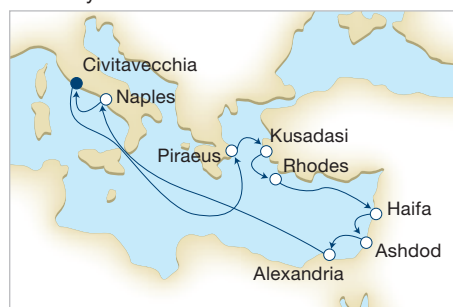 Civitavecchia
Naples
Kusadasi
Piraeus
Rhodes
Haifa
Ashdod
Alexandria